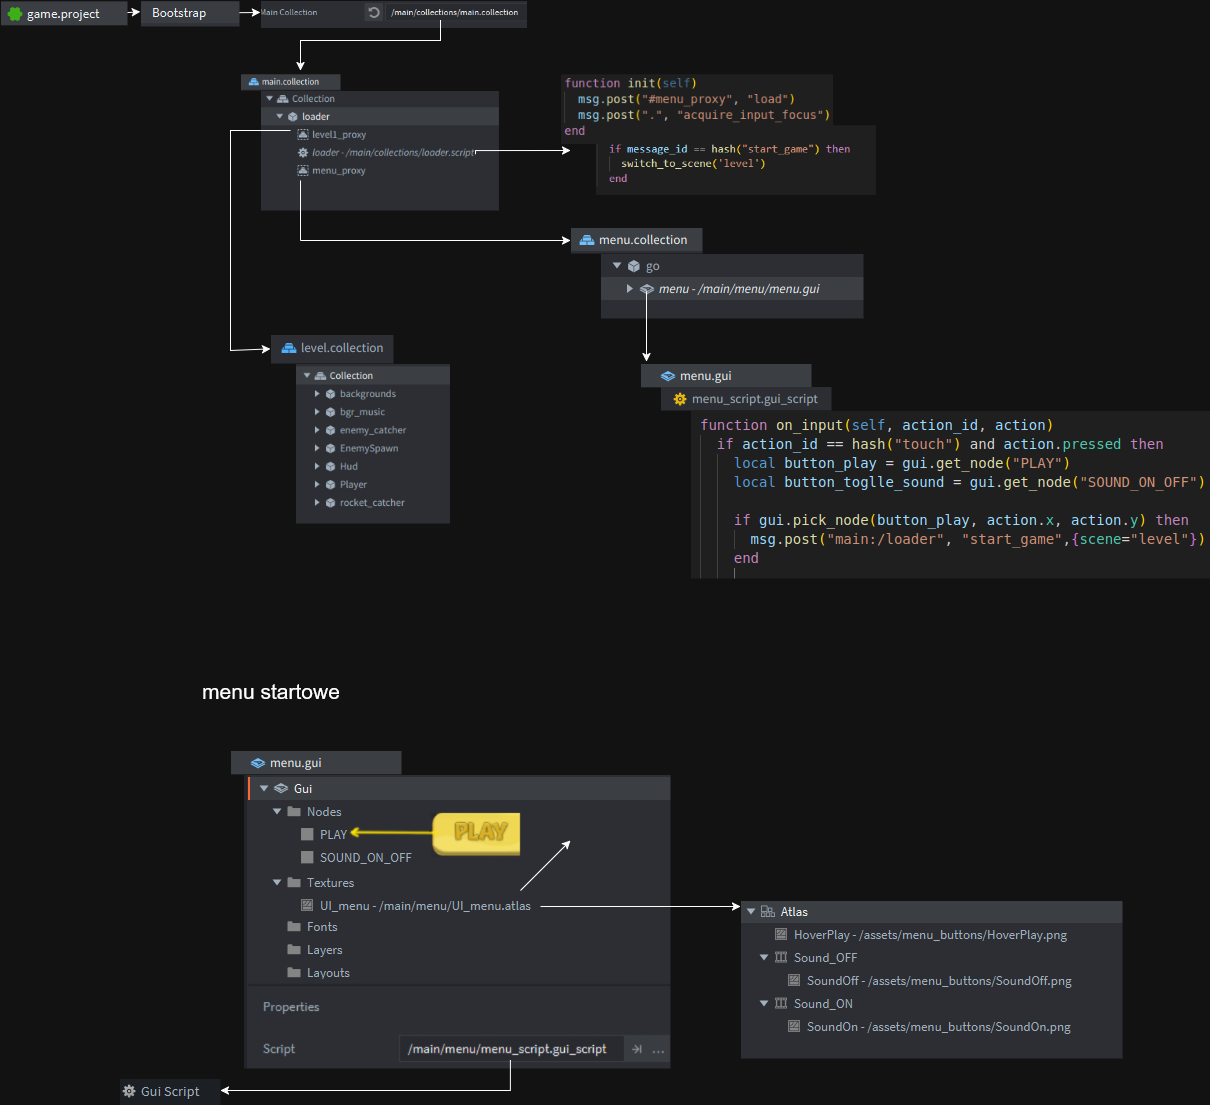 game.project
Bootstrap
Main Collection
/main/collections/main.collection
main.collection
Collection
loader
level1_proxy
loader - /main/collections/loader.script
menu_proxy
function init(self)
msg.post("#menu_proxy", "load")
msg.post(".", "acquire_input_focus")
end
if message_id == hash("start_game") then
switch_to_scene('level')
end
menu.collection
go
menu - /main/menu/menu.gui
level.collection
Collection
backgrounds
bgr_music
enemy_catcher
EnemySpawn
Hud
Player
rocket_catcher
menu.gui
menu_script.gui_script
function on_input(self, action_id, action)
if action_id == hash("touch") and action.pressed then
local button_play = gui.get_node("PLAY")
local button_toglle_sound = gui.get_node("SOUND_ON_OFF")
if gui.pick_node(button_play, action.x, action.y) then
msg.post("main:/loader", "start_game",{scene="level"})
end
menu startowe
menu.gui
Gui
Nodes
PLAY
PLAY
SOUND_ON_OFF
Textures
UI_menu - /main/menu/UI_menu.atlas
Fonts
Layers
Layouts
Properties
Script
/main/menu/menu_script.gui_script
...
Gui Script
Atlas
HoverPlay - /assets/menu_buttons/HoverPlay.png
Sound_OFF
SoundOff - /assets/menu_buttons/SoundOff.png
Sound_ON
SoundOn - /assets/menu_buttons/SoundOn.png